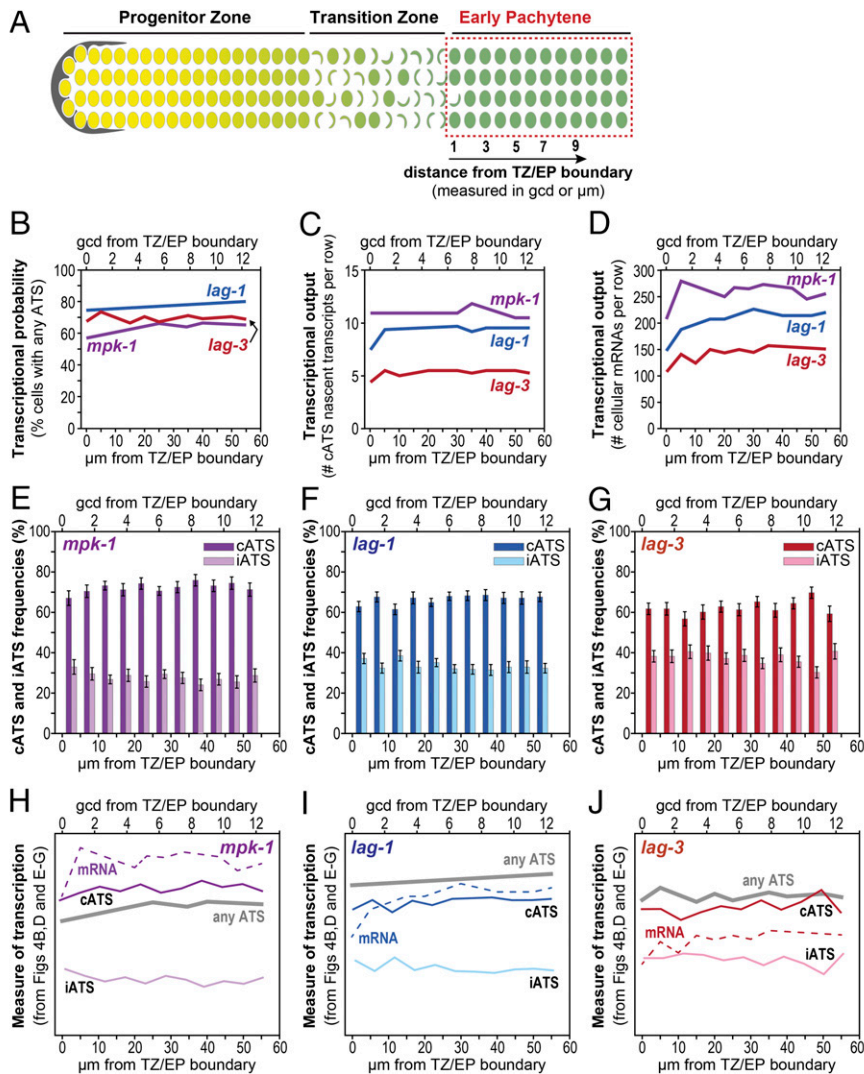 A
Progenitor Zone
Transition Zone
Early Pachytene
1 3 5 7 9
distance from TZ/EP boundary
(measured in gcd or µm)
B
gcd from TZ/EP boundary
0 2 4 6 8 10 12
Transcriptional probability
(% cells with any ATS)
100
80
60
40
20
0
lag-1
mpk-1
lag-3
0 10 20 30 40 50 60
µm from TZ/EP boundary
C
gcd from TZ/EP boundary
0 2 4 6 8 10 12
Transcriptional output
(# cATS nascent transcripts per row)
15
10
5
0
mpk-1
lag-1
lag-3
0 10 20 30 40 50 60
µm from TZ/EP boundary
D
gcd from TZ/EP boundary
0 2 4 6 8 10 12
Transcriptional output
(# cellular mRNAs per row)
300
250
200
150
100
50
0
mpk-1
lag-1
lag-3
0 10 20 30 40 50 60
µm from TZ/EP boundary
E
gcd from TZ/EP boundary
0 2 4 6 8 10 12
cATS and iATS frequencies (%)
100
80
60
40
20
0
mpk-1
cATS
iATS
0 10 20 30 40 50 60
µm from TZ/EP boundary
F
gcd from TZ/EP boundary
0 2 4 6 8 10 12
cATS and iATS frequencies (%)
100
80
60
40
20
0
lag-1
cATS
iATS
0 10 20 30 40 50 60
µm from TZ/EP boundary
G
gcd from TZ/EP boundary
0 2 4 6 8 10 12
cATS and iATS frequencies (%)
100
80
60
40
20
0
lag-3
cATS
iATS
0 10 20 30 40 50 60
µm from TZ/EP boundary
H
gcd from TZ/EP boundary
0 2 4 6 8 10 12
Measure of transcription
(from Figs 4B,D and E-G)
mpk-1
mRNA
cATS
any ATS
iATS
0 10 20 30 40 50 60
µm from TZ/EP boundary
I
gcd from TZ/EP boundary
0 2 4 6 8 10 12
Measure of transcription
(from Figs 4B,D and E-G)
lag-1
any ATS
cATS
mRNA
iATS
0 10 20 30 40 50 60
µm from TZ/EP boundary
J
gcd from TZ/EP boundary
0 2 4 6 8 10 12
Measure of transcription
(from Figs 4B,D and E-G)
lag-3
any ATS
cATS
mRNA
iATS
0 10 20 30 40 50 60
µm from TZ/EP boundary